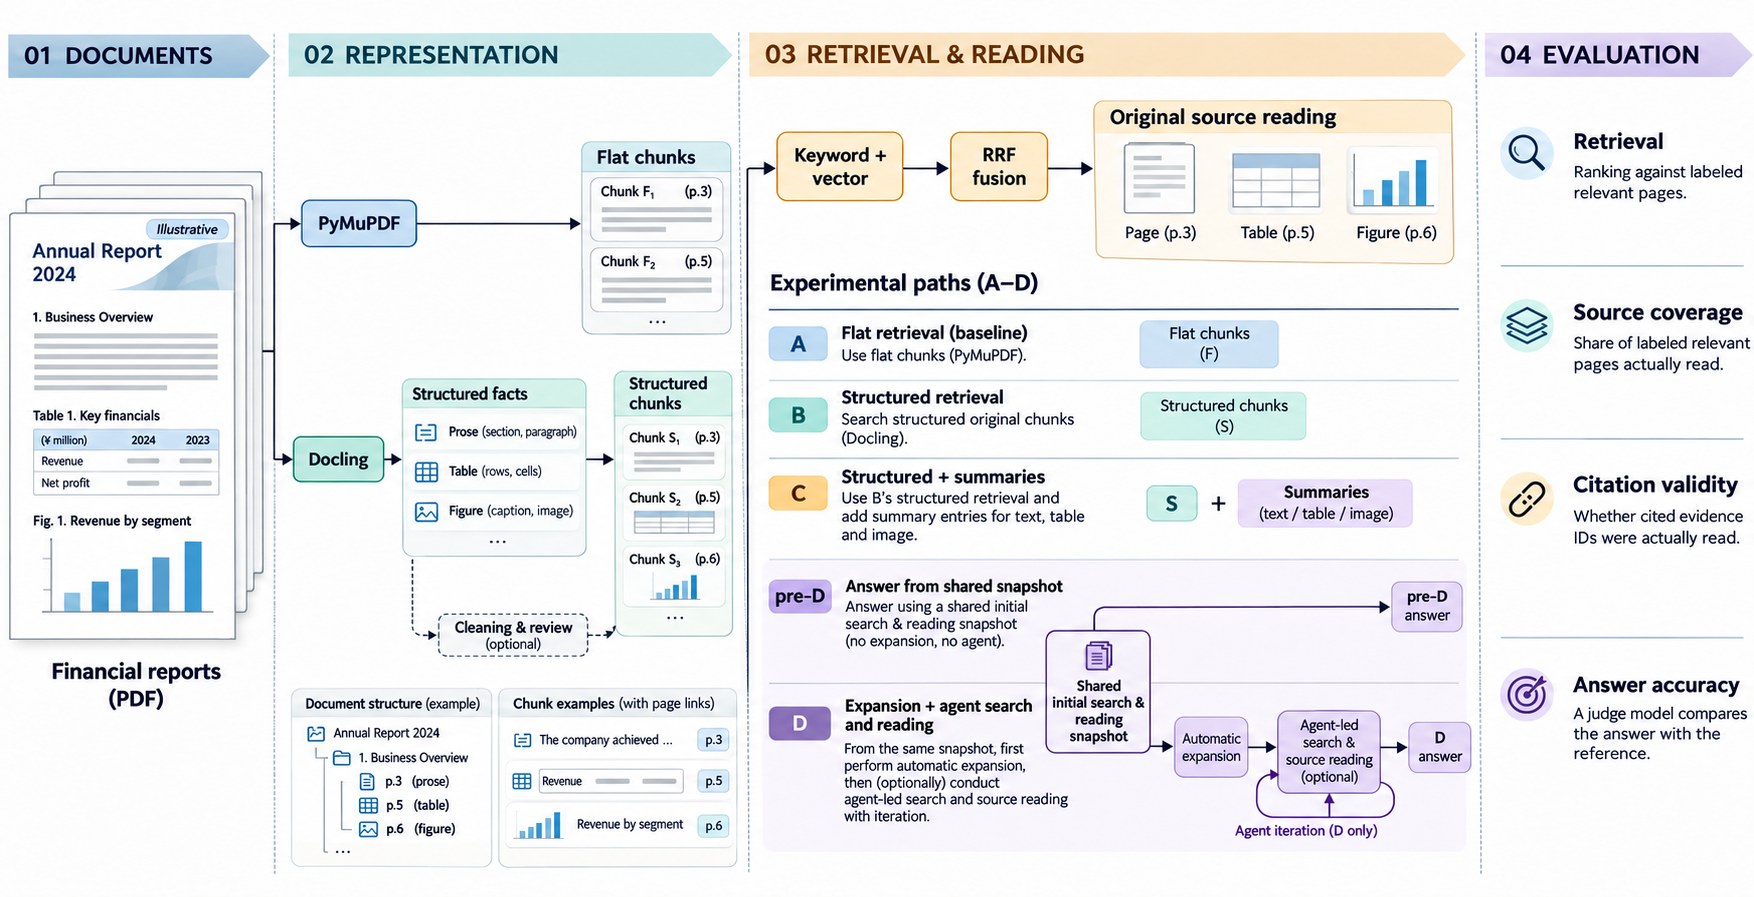 01 DOCUMENTS
Illustrative
Annual Report
2024
1. Business Overview
Table 1. Key financials
(¥ million) 2024 2023
Revenue
Net profit
Fig. 1. Revenue by segment
Financial reports
(PDF)
02 REPRESENTATION
PyMuPDF
Flat chunks
Chunk F1 (p.3)
Chunk F2 (p.5)
...
Docling
Structured facts
Prose (section, paragraph)
Table (rows, cells)
Figure (caption, image)
...
Structured
chunks
Chunk S1 (p.3)
Chunk S2 (p.5)
Chunk S3 (p.6)
...
Cleaning & review
(optional)
Document structure (example)
Annual Report 2024
1. Business Overview
p.3 (prose)
p.5 (table)
p.6 (figure)
...
Chunk examples (with page links)
The company achieved ... p.3
Revenue p.5
Revenue by segment p.6
03 RETRIEVAL & READING
Keyword +
vector
RRF
fusion
Original source reading
Page (p.3) Table (p.5) Figure (p.6)
Experimental paths (A–D)
A
Flat retrieval (baseline)
Use flat chunks (PyMuPDF).
Flat chunks
(F)
B
Structured retrieval
Search structured original chunks
(Docling).
Structured chunks
(S)
C
Structured + summaries
Use B's structured retrieval and
add summary entries for text, table
and image.
S + Summaries
(text / table / image)
pre-D
Answer from shared snapshot
Answer using a shared initial
search & reading snapshot
(no expansion, no agent).
pre-D
answer
Shared
initial search &
reading
snapshot
D
Expansion + agent search
and reading
From the same snapshot, first
perform automatic expansion,
then (optionally) conduct
agent-led search and source reading
with iteration.
Automatic
expansion
Agent-led
search &
source reading
(optional)
D
answer
Agent iteration (D only)
04 EVALUATION
Retrieval
Ranking against labeled
relevant pages.
Source coverage
Share of labeled relevant
pages actually read.
Citation validity
Whether cited evidence
IDs were actually read.
Answer accuracy
A judge model compares
the answer with the
reference.